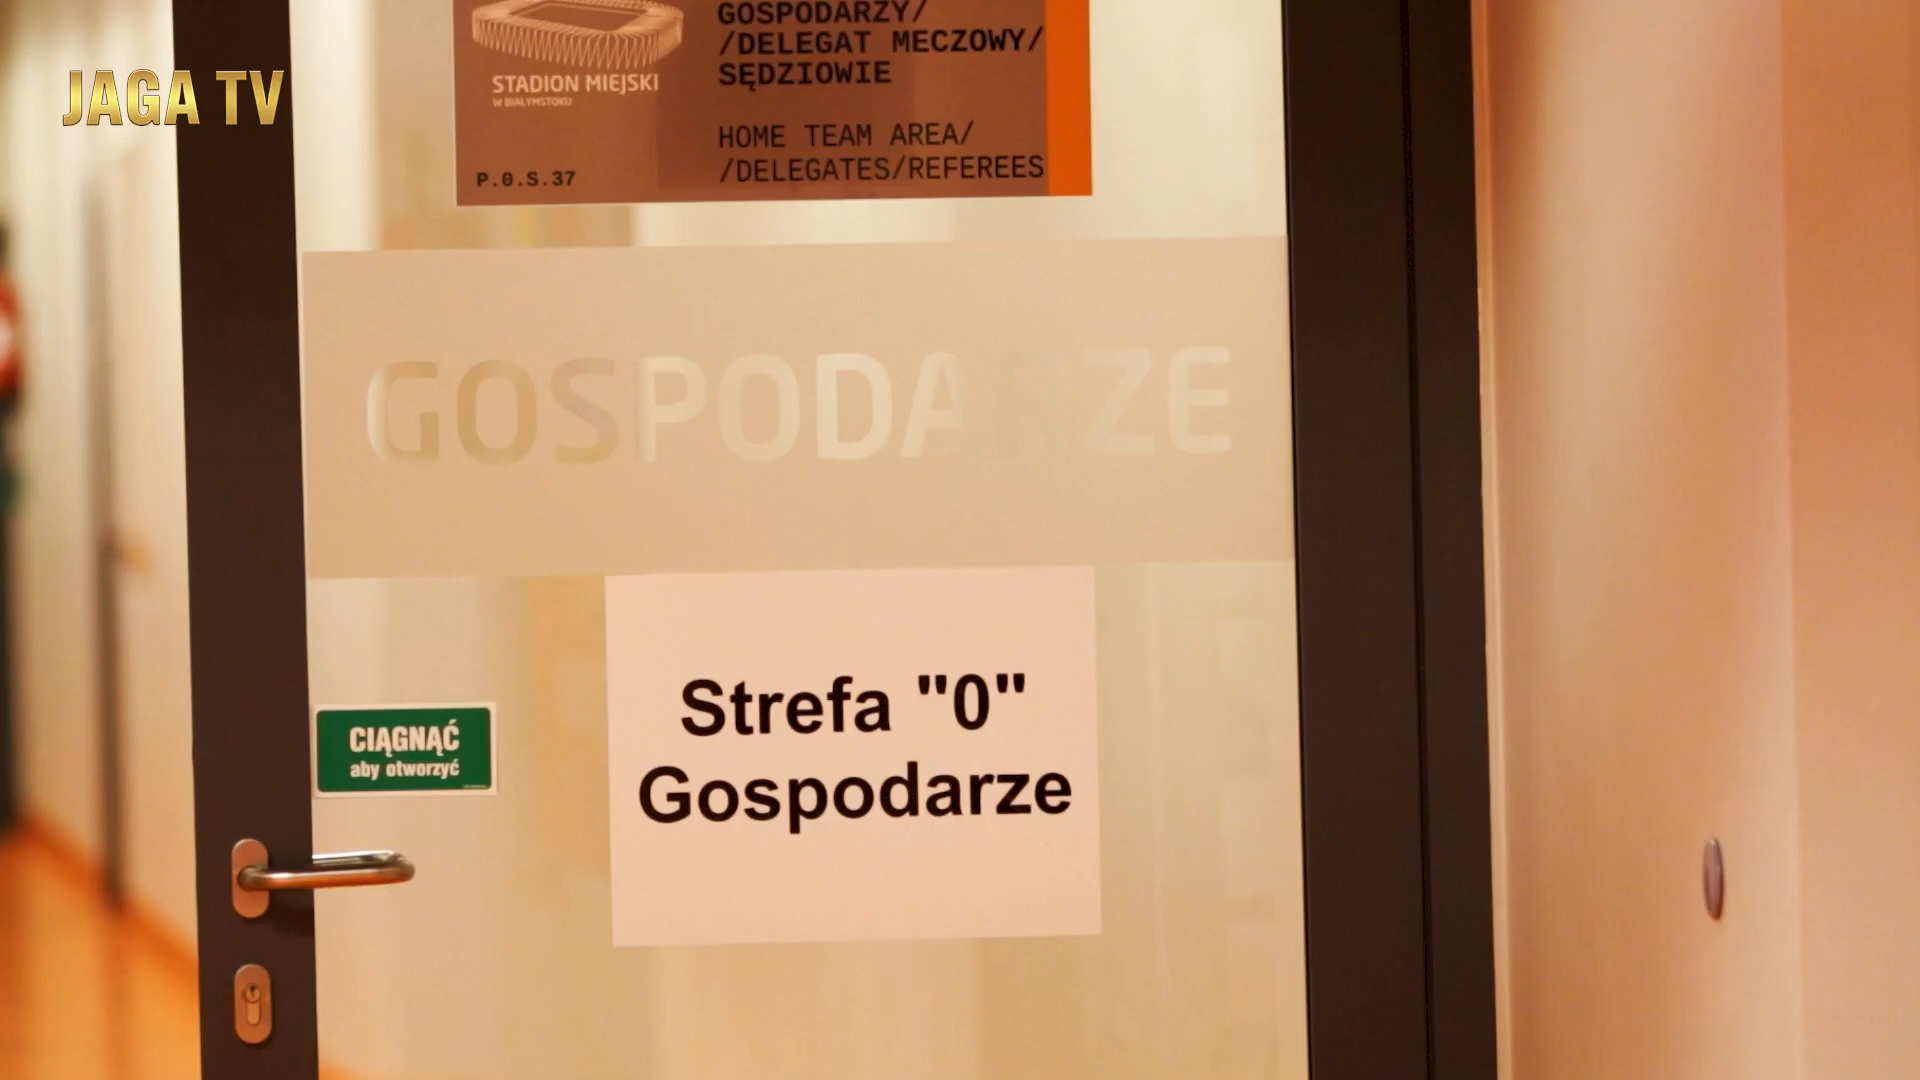 JAGA TV
STADION MIEJSKI
W BIAŁYMSTOKU
P.0.S.37
GOSPODARZY/
/DELEGAT MECZOWY/
SĘDZIOWIE
HOME TEAM AREA/
/DELEGATES/REFEREES
GOSPODARZE
Strefa "0"
Gospodarze
CIĄGNĄĆ
aby otworzyć